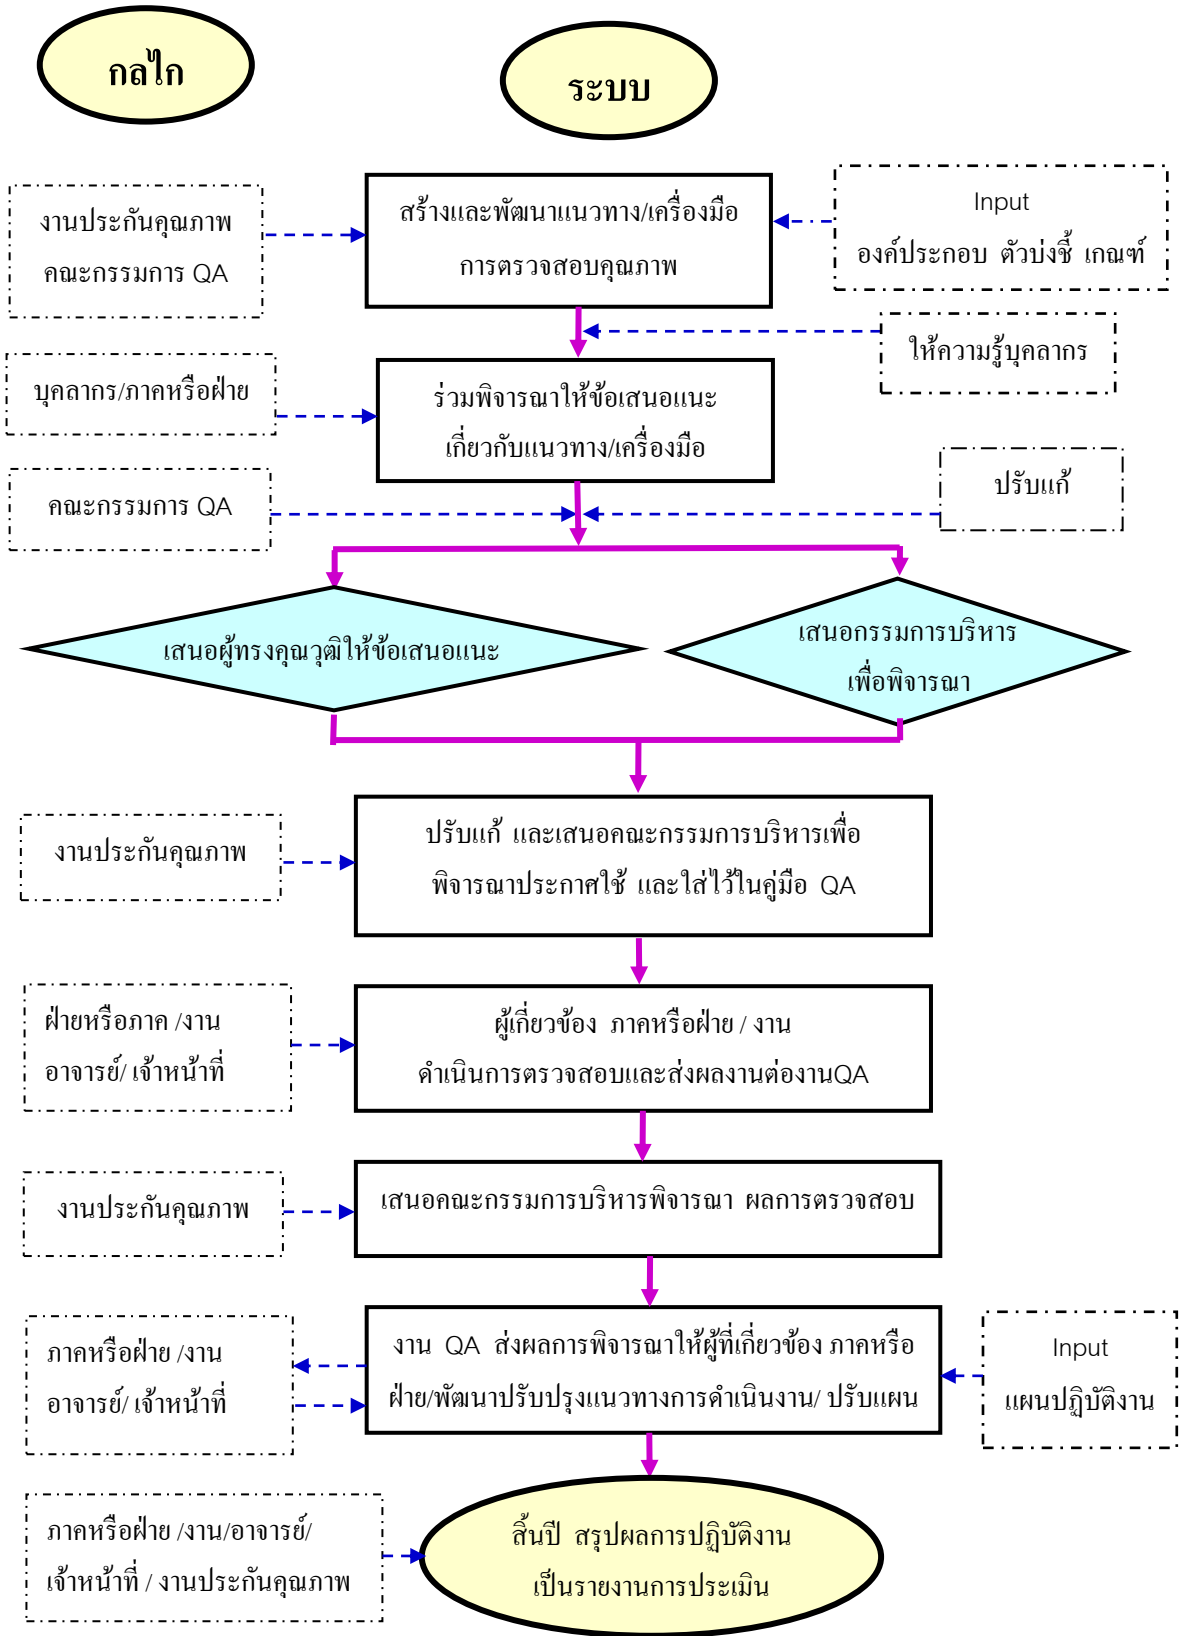 กลไก
ระบบ
งานประกันคุณภาพ
คณะกรรมการ QA
สร้างและพัฒนาแนวทาง/เครื่องมือ
การตรวจสอบคุณภาพ
Input
องค์ประกอบ ตัวบ่งชี้ เกณฑ์
ให้ความรู้บุคลากร
บุคลากร/ภาคหรือฝ่าย
ร่วมพิจารณาให้ข้อเสนอแนะ
เกี่ยวกับแนวทาง/เครื่องมือ
คณะกรรมการ QA
ปรับแก้
เสนอผู้ทรงคุณวุฒิให้ข้อเสนอแนะ
เสนอกรรมการบริหาร
เพื่อพิจารณา
งานประกันคุณภาพ
ปรับแก้ และเสนอคณะกรรมการบริหารเพื่อ
พิจารณาประกาศใช้ และใส่ไว้ในคู่มือ QA
ฝ่ายหรือภาค /งาน
อาจารย์/ เจ้าหน้าที่
ผู้เกี่ยวข้อง ภาคหรือฝ่าย / งาน
ดำเนินการตรวจสอบและส่งผลงานต่องานQA
งานประกันคุณภาพ
เสนอคณะกรรมการบริหารพิจารณา ผลการตรวจสอบ
ภาคหรือฝ่าย /งาน
อาจารย์/ เจ้าหน้าที่
งาน QA ส่งผลการพิจารณาให้ผู้ที่เกี่ยวข้อง ภาคหรือ
ฝ่าย/พัฒนาปรับปรุงแนวทางการดำเนินงาน/ ปรับแผน
Input
แผนปฏิบัติงาน
ภาคหรือฝ่าย /งาน/อาจารย์/
เจ้าหน้าที่ / งานประกันคุณภาพ
สิ้นปี สรุปผลการปฏิบัติงาน
เป็นรายงานการประเมิน